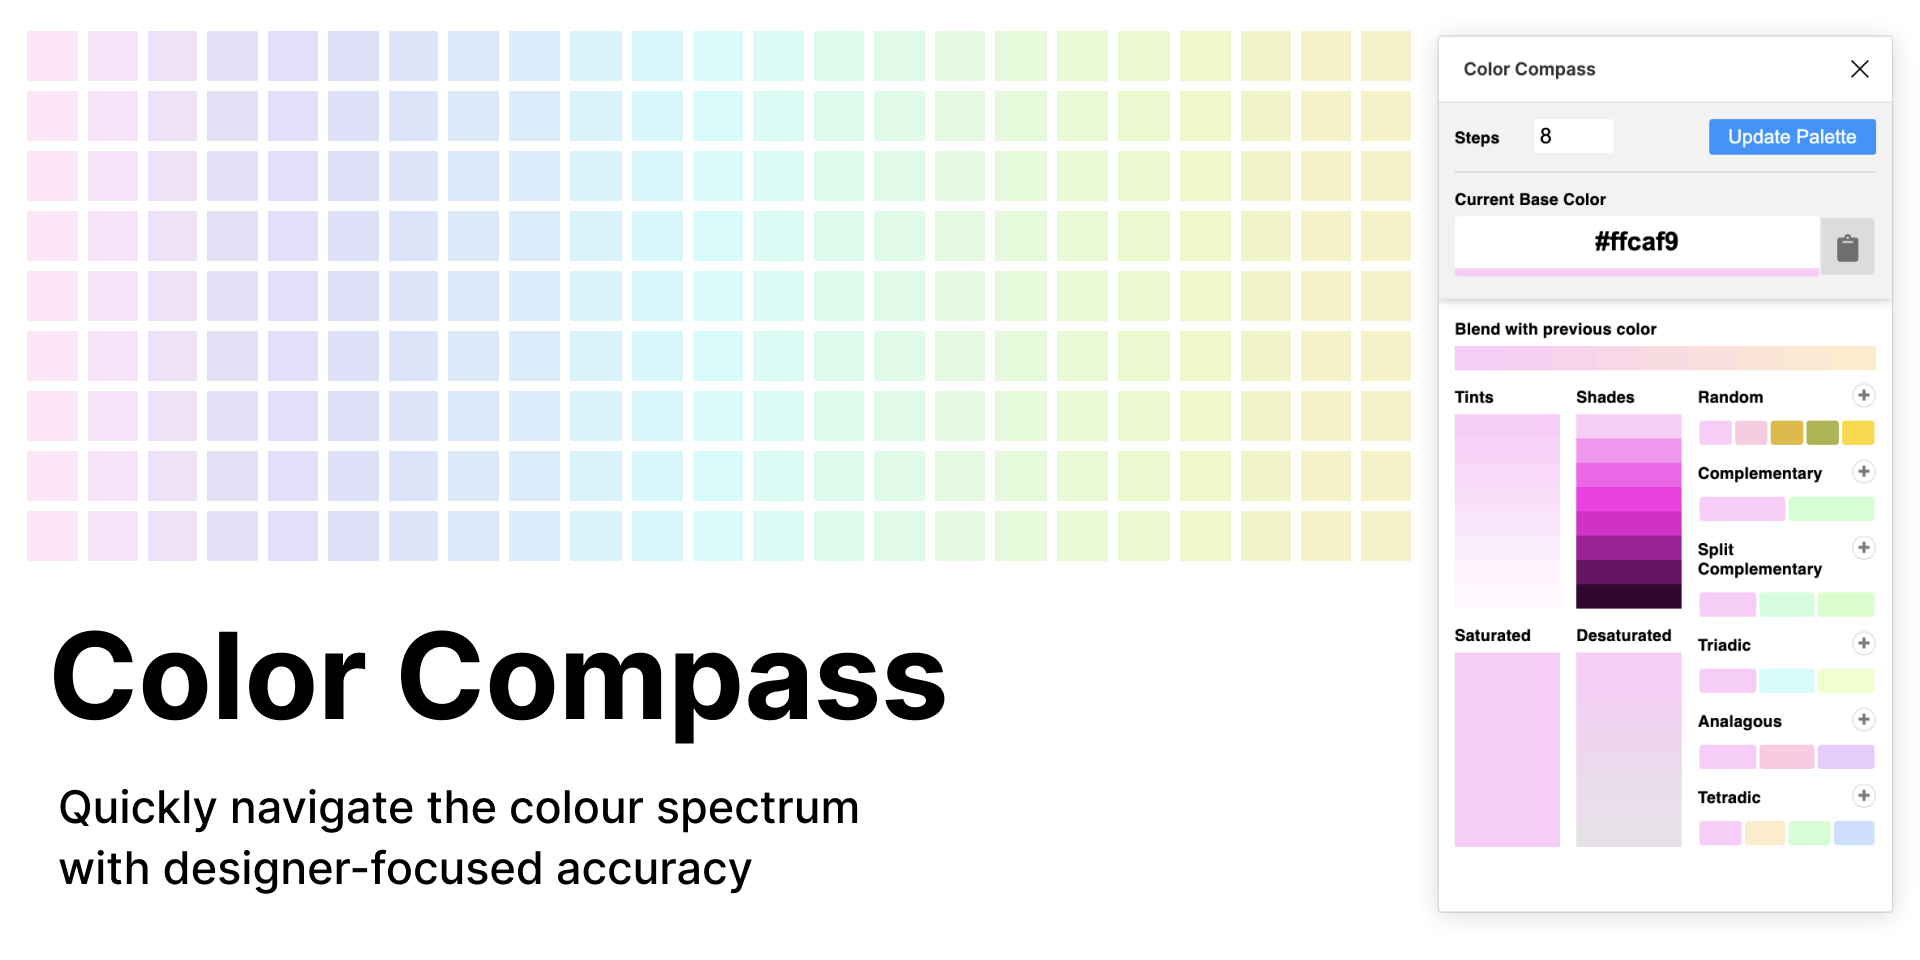 Color Compass
Quickly navigate the colour spectrum
with designer-focused accuracy
Color Compass
Steps
8
Update Palette
Current Base Color
#ffcaf9
Blend with previous color
Tints
Shades
Random
Complementary
Split
Complementary
Saturated
Desaturated
Triadic
Analagous
Tetradic